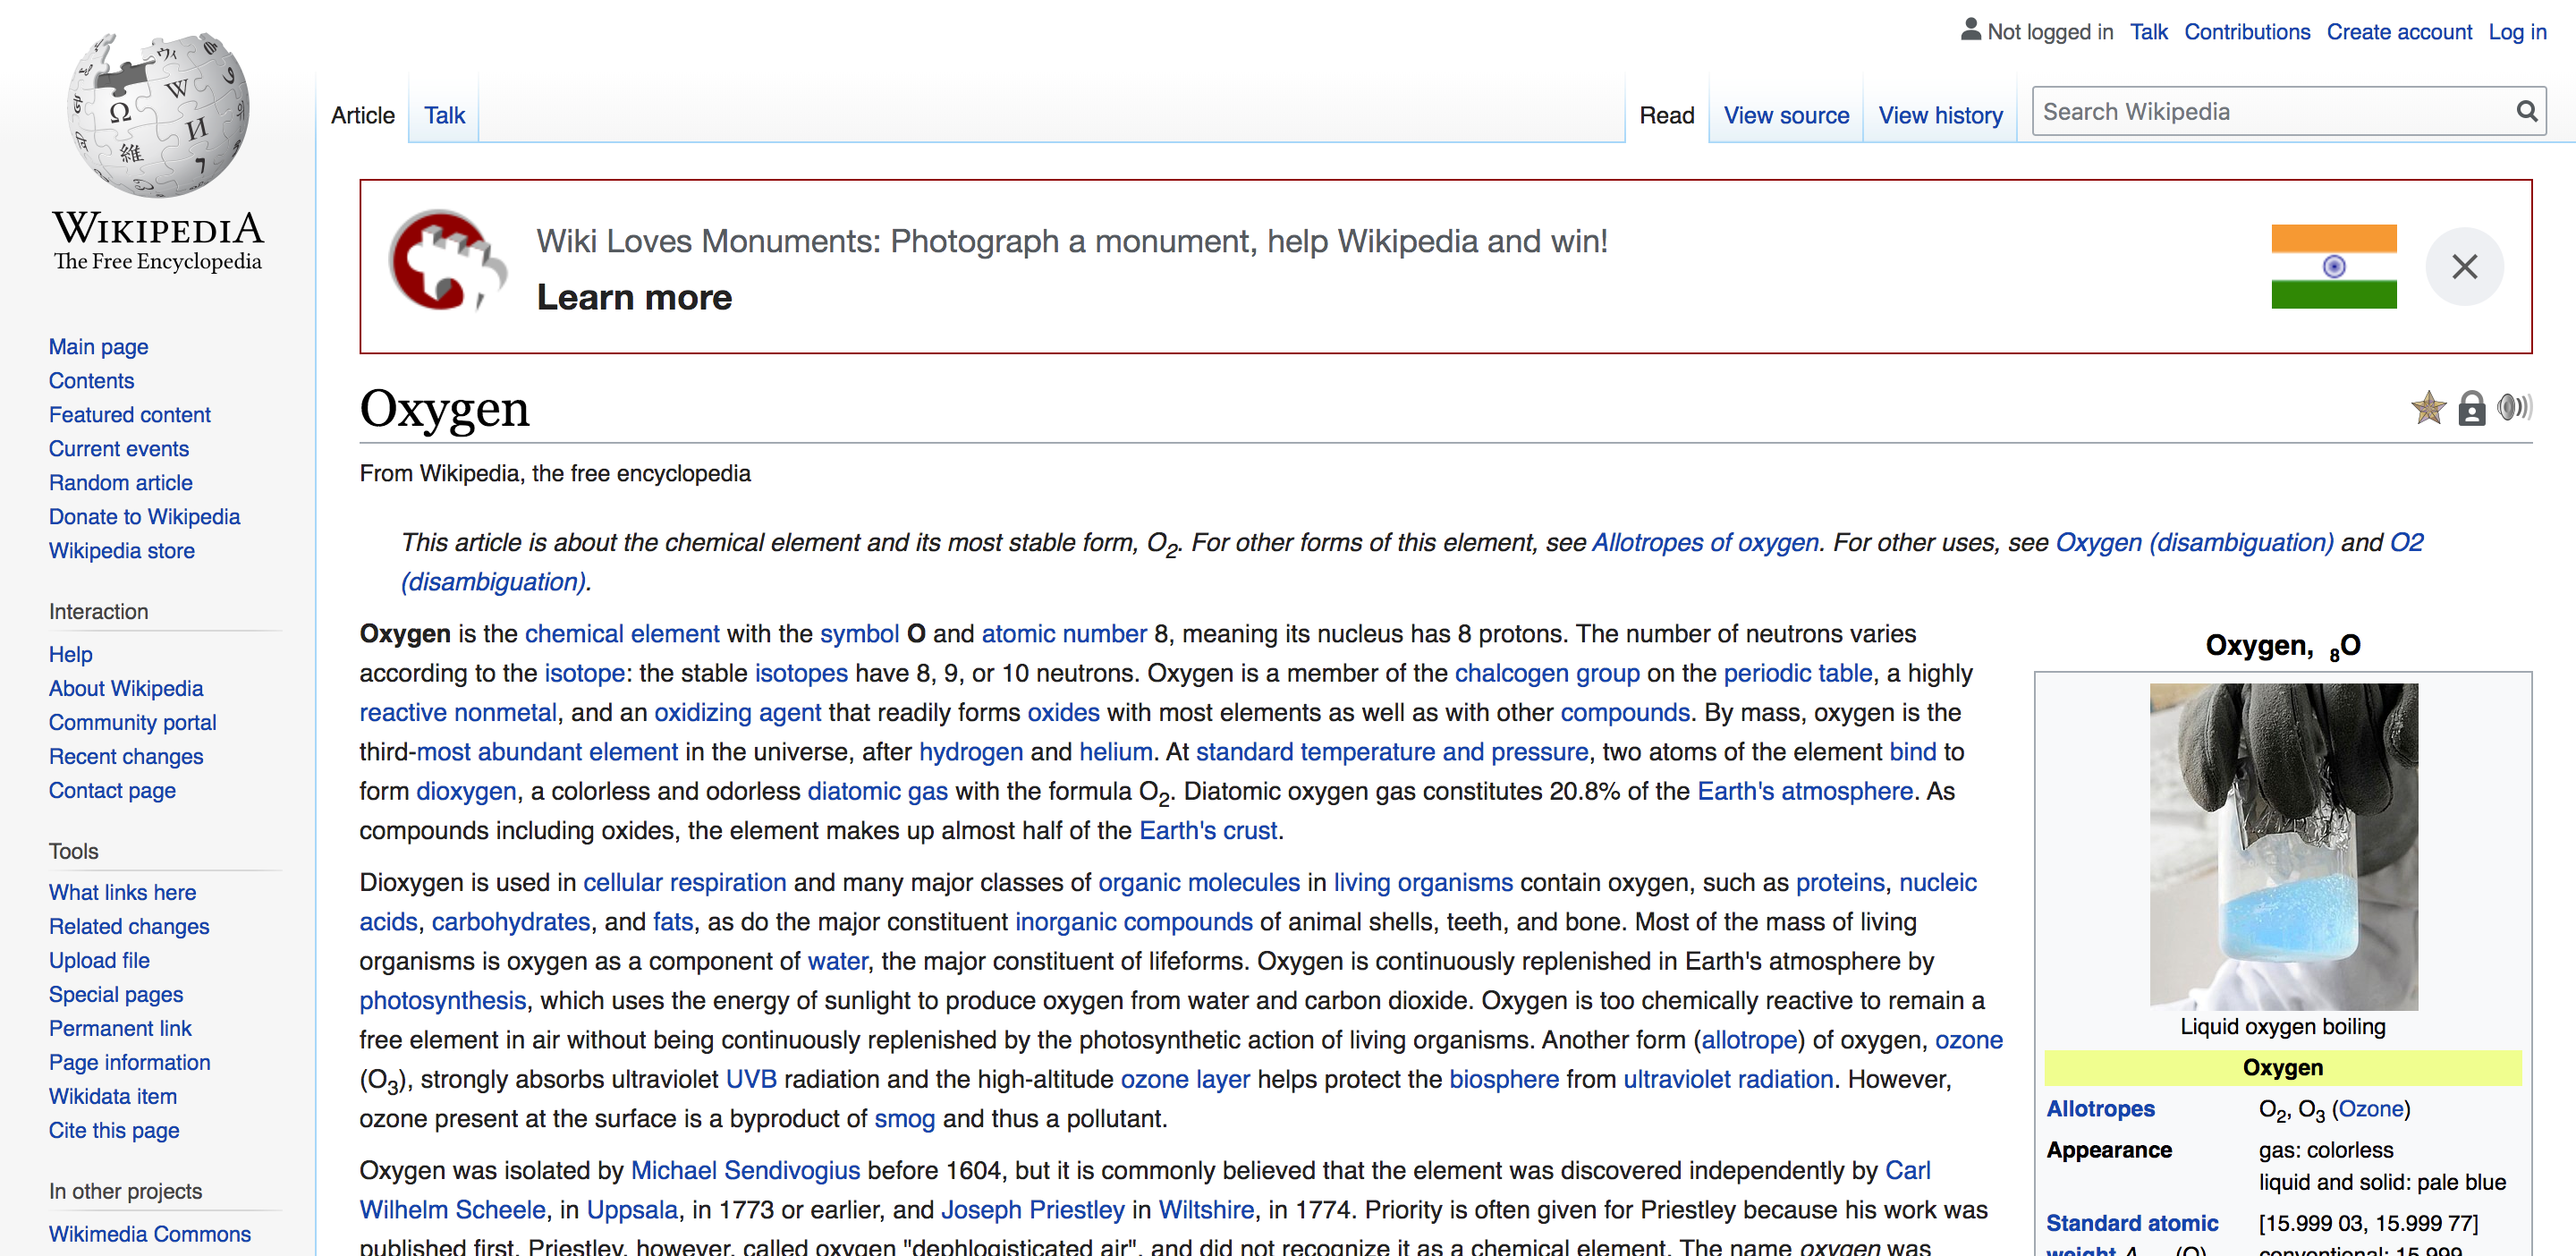 WIKIPEDIA
The Free Encyclopedia
Main page
Contents
Featured content
Current events
Random article
Donate to Wikipedia
Wikipedia store
Interaction
Help
About Wikipedia
Community portal
Recent changes
Contact page
Tools
What links here
Related changes
Upload file
Special pages
Permanent link
Page information
Wikidata item
Cite this page
In other projects
Wikimedia Commons
Not logged in Talk Contributions Create account Log in
Article Talk
Read View source View history Search Wikipedia
Wiki Loves Monuments: Photograph a monument, help Wikipedia and win!
Learn more
Oxygen
From Wikipedia, the free encyclopedia
This article is about the chemical element and its most stable form, O2. For other forms of this element, see Allotropes of oxygen. For other uses, see Oxygen (disambiguation) and O2
(disambiguation).
Oxygen is the chemical element with the symbol O and atomic number 8, meaning its nucleus has 8 protons. The number of neutrons varies
according to the isotope: the stable isotopes have 8, 9, or 10 neutrons. Oxygen is a member of the chalcogen group on the periodic table, a highly
reactive nonmetal, and an oxidizing agent that readily forms oxides with most elements as well as with other compounds. By mass, oxygen is the
third-most abundant element in the universe, after hydrogen and helium. At standard temperature and pressure, two atoms of the element bind to
form dioxygen, a colorless and odorless diatomic gas with the formula O2. Diatomic oxygen gas constitutes 20.8% of the Earth's atmosphere. As
compounds including oxides, the element makes up almost half of the Earth's crust.
Dioxygen is used in cellular respiration and many major classes of organic molecules in living organisms contain oxygen, such as proteins, nucleic
acids, carbohydrates, and fats, as do the major constituent inorganic compounds of animal shells, teeth, and bone. Most of the mass of living
organisms is oxygen as a component of water, the major constituent of lifeforms. Oxygen is continuously replenished in Earth's atmosphere by
photosynthesis, which uses the energy of sunlight to produce oxygen from water and carbon dioxide. Oxygen is too chemically reactive to remain a
free element in air without being continuously replenished by the photosynthetic action of living organisms. Another form (allotrope) of oxygen, ozone
(O3), strongly absorbs ultraviolet UVB radiation and the high-altitude ozone layer helps protect the biosphere from ultraviolet radiation. However,
ozone present at the surface is a byproduct of smog and thus a pollutant.
Oxygen was isolated by Michael Sendivogius before 1604, but it is commonly believed that the element was discovered independently by Carl
Wilhelm Scheele, in Uppsala, in 1773 or earlier, and Joseph Priestley in Wiltshire, in 1774. Priority is often given for Priestley because his work was
published first. Priestley, however, called oxygen "dephlogisticated air", and did not recognize it as a chemical element. The name oxygen was
Oxygen, 8O
Liquid oxygen boiling
Oxygen
Allotropes O2, O3 (Ozone)
Appearance gas: colorless
liquid and solid: pale blue
Standard atomic [15.999 03, 15.999 77]
weight (O) conventional: 15.999